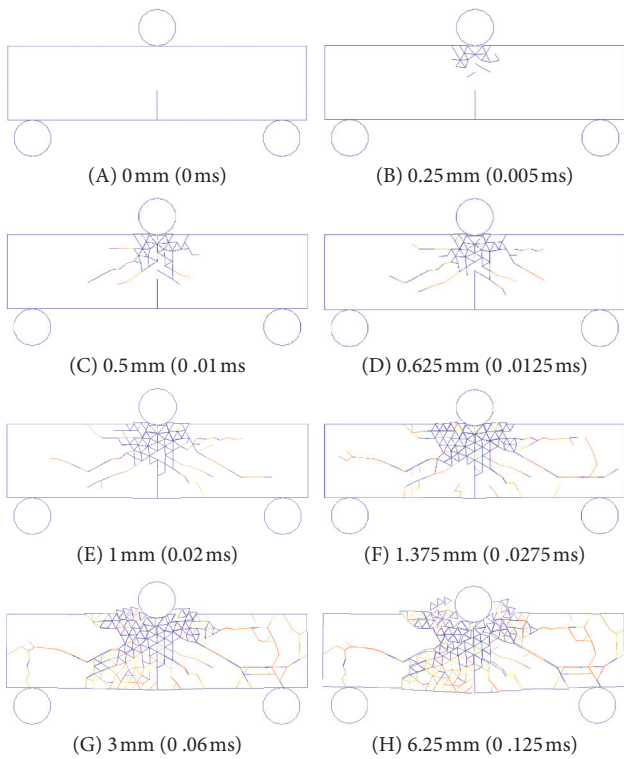 (A) 0 mm (0 ms)
(B) 0.25 mm (0.005 ms)
(C) 0.5 mm (0 .01 ms
(D) 0.625 mm (0 .0125 ms)
(E) 1 mm (0.02 ms)
(F) 1.375 mm (0 .0275 ms)
(G) 3 mm (0 .06 ms)
(H) 6.25 mm (0 .125 ms)